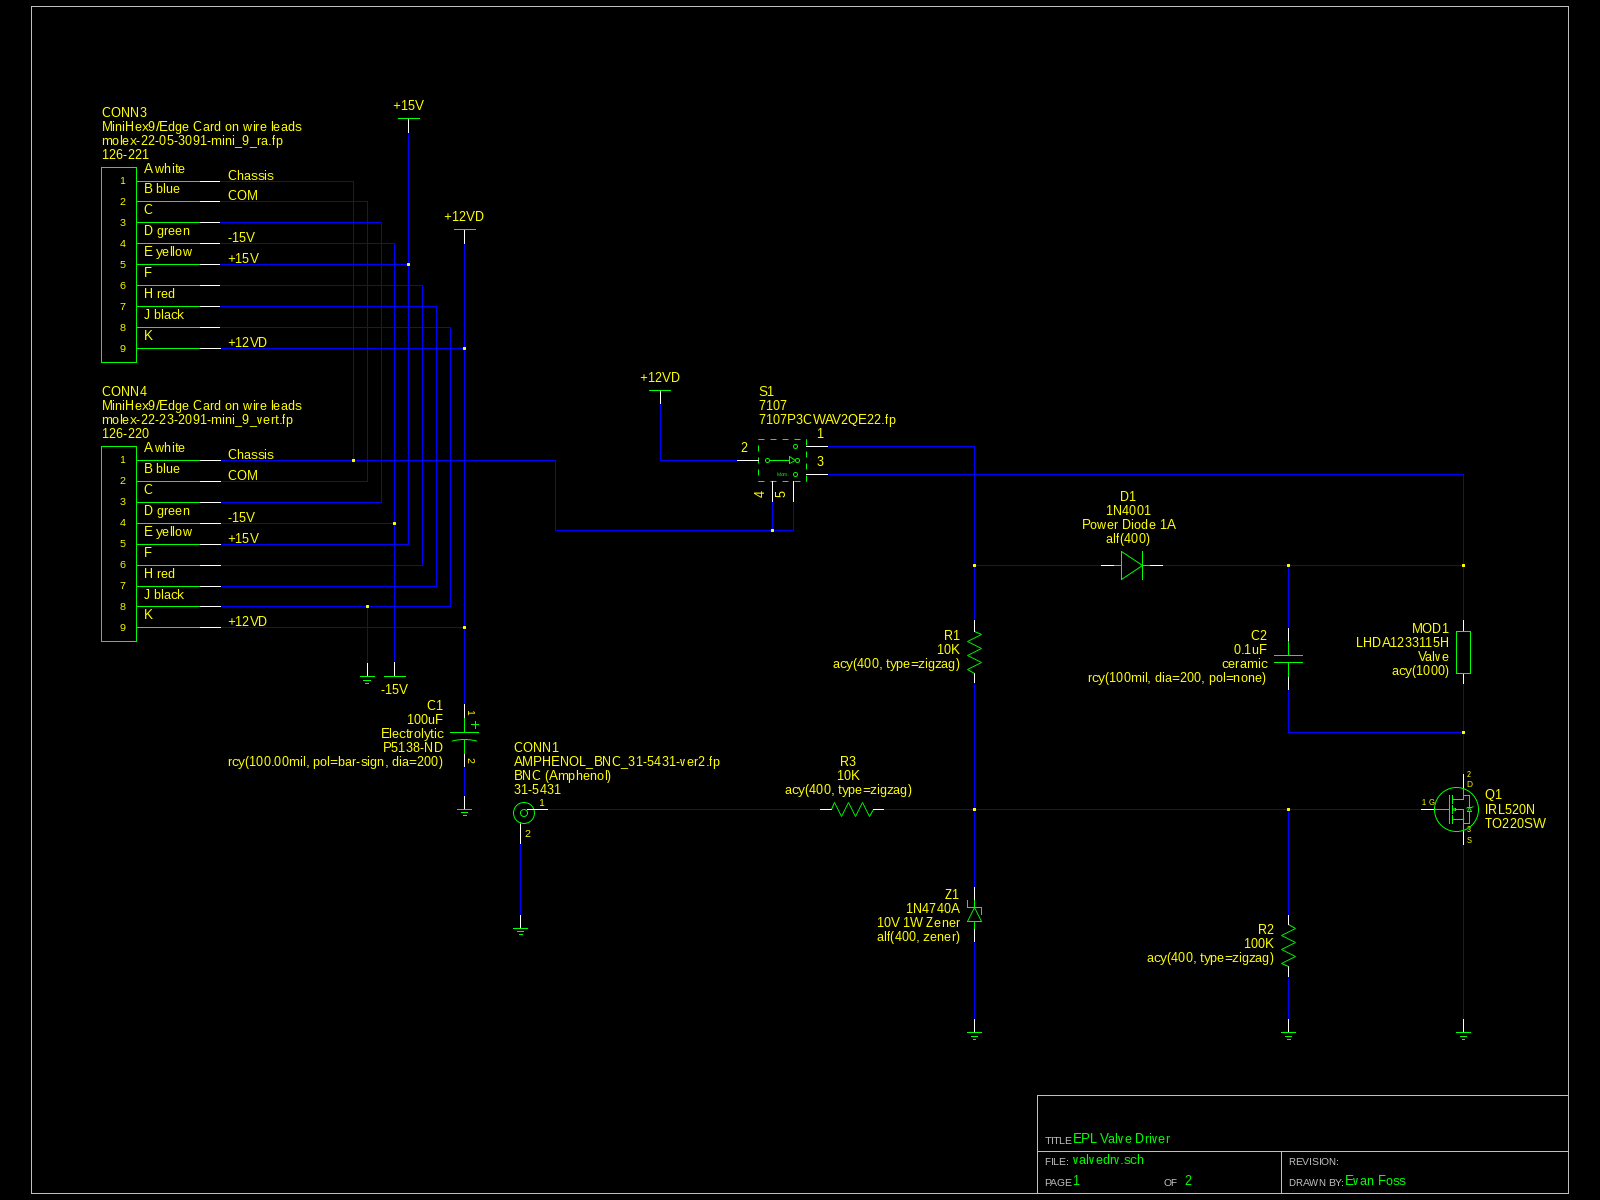 CONN3
MiniHex9/Edge Card on wire leads
molex-22-05-3091-mini_9_ra.fp
126-221
A white
1
Chassis
B blue
2
COM
C
3
D green
4
-15V
E yellow
5
+15V
F
6
H red
7
J black
8
K
9
+12VD
+15V
+12VD
CONN4
MiniHex9/Edge Card on wire leads
molex-22-23-2091-mini_9_vert.fp
126-220
A white
1
Chassis
B blue
2
COM
C
3
D green
4
-15V
E yellow
5
+15V
F
6
H red
7
J black
8
K
9
+12VD
-15V
C1
100uF
Electrolytic
P5138-ND
rcy(100.00mil, pol=bar-sign, dia=200)
1
+
2
+12VD
S1
7107
7107P3CWAV2QE22.fp
2
1
3
4
5
D1
1N4001
Power Diode 1A
alf(400)
R1
10K
acy(400, type=zigzag)
C2
0.1uF
ceramic
rcy(100mil, dia=200, pol=none)
MOD1
LHDA1233115H
Valve
acy(1000)
CONN1
AMPHENOL_BNC_31-5431-ver2.fp
BNC (Amphenol)
31-5431
1
2
R3
10K
acy(400, type=zigzag)
2
D
1 G
3
S
Q1
IRL520N
TO220SW
Z1
1N4740A
10V 1W Zener
alf(400, zener)
R2
100K
acy(400, type=zigzag)
TITLE EPL Valve Driver
FILE: valvedrv.sch
REVISION:
PAGE 1 OF 2
DRAWN BY: Evan Foss